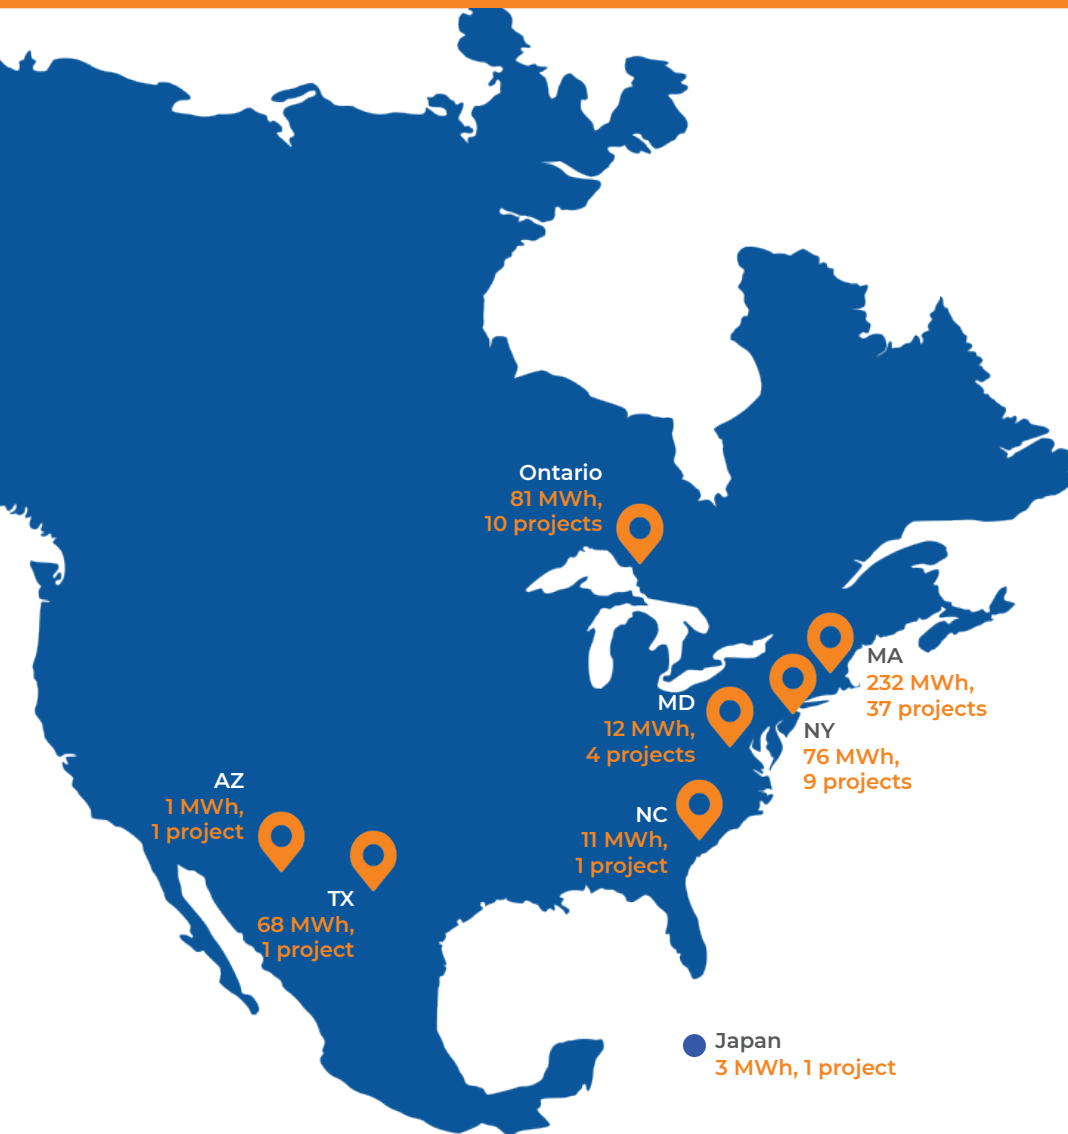 Ontario
81 MWh,
10 projects
MA
232 MWh,
37 projects
MD
12 MWh,
4 projects
NY
76 MWh,
9 projects
AZ
1 MWh,
1 project
NC
11 MWh,
1 project
TX
68 MWh,
1 project
Japan
3 MWh, 1 project